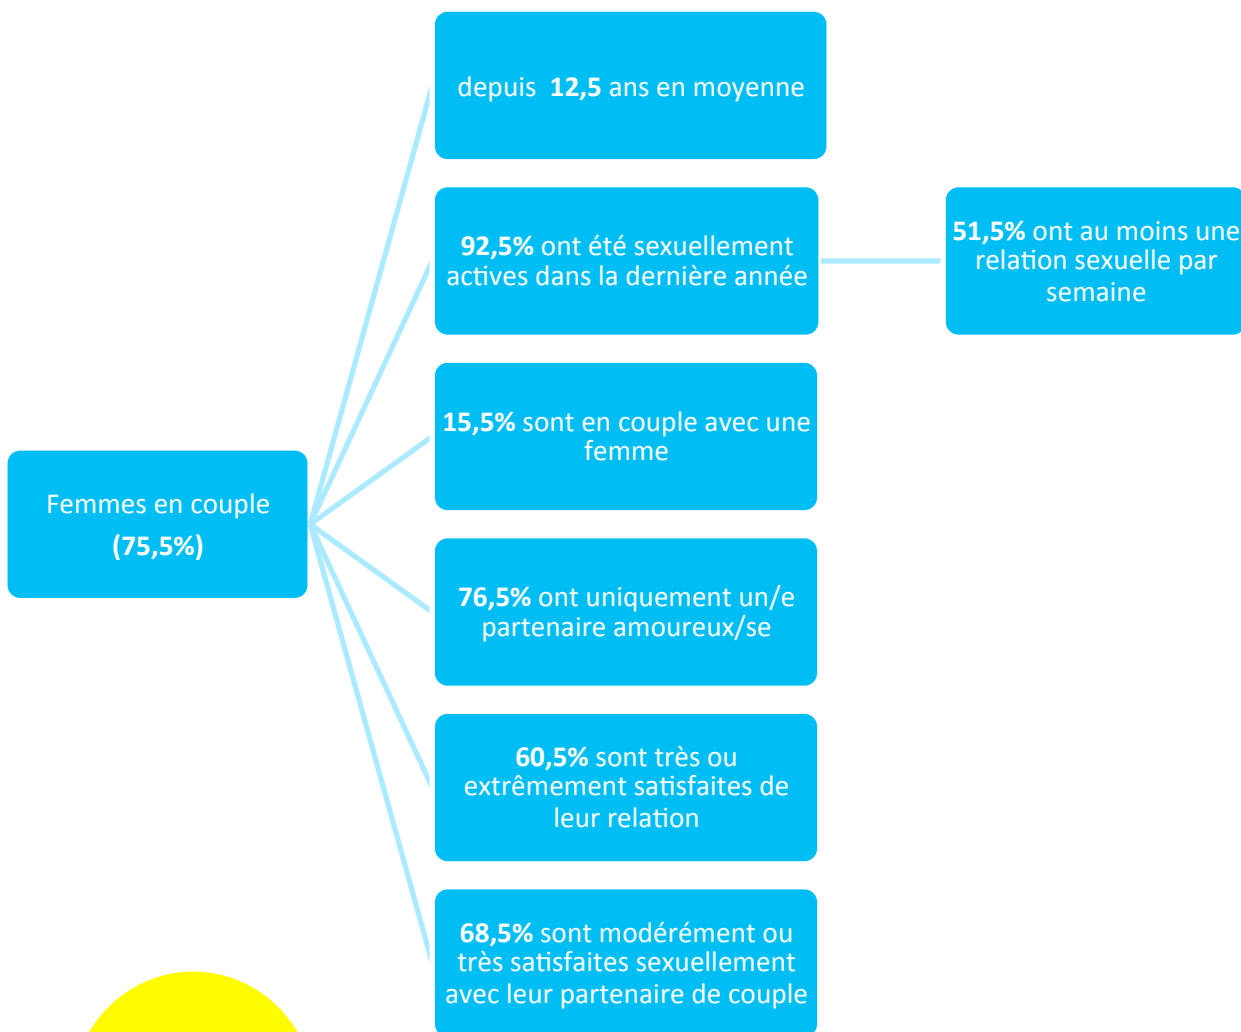 depuis 12,5 ans en moyenne
92,5% ont été sexuellement
actives dans la dernière année
51,5% ont au moins une
relation sexuelle par
semaine
15,5% sont en couple avec une
femme
Femmes en couple
(75,5%)
76,5% ont uniquement un/e
partenaire amoureux/se
60,5% sont très ou
extrêmement satisfaites de
leur relation
68,5% sont modérément ou
très satisfaites sexuellement
avec leur partenaire de couple